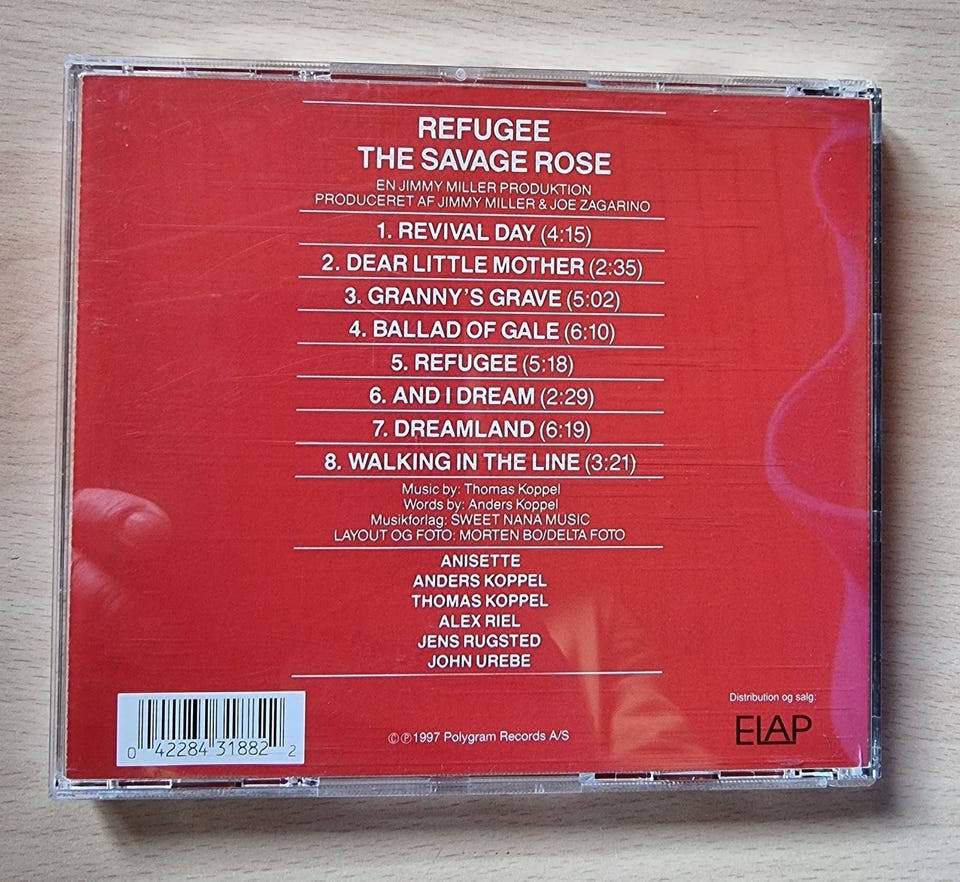 REFUGEE
THE SAVAGE ROSE
EN JIMMY MILLER PRODUKTION
PRODUCERET AF JIMMY MILLER & JOE ZAGARINO
1. REVIVAL DAY (4:15)
2. DEAR LITTLE MOTHER (2:35)
3. GRANNY'S GRAVE (5:02)
4. BALLAD OF GALE (6:10)
5. REFUGEE (5:18)
6. AND I DREAM (2:29)
7. DREAMLAND (6:19)
8. WALKING IN THE LINE (3:21)
Music by: Thomas Koppel
Words by: Anders Koppel
Musikforlag: SWEET NANA MUSIC
LAYOUT OG FOTO: MORTEN BO/DELTA FOTO
ANISETTE
ANDERS KOPPEL
THOMAS KOPPEL
ALEX RIEL
JENS RUGSTED
JOHN UREBE
0 42284 31882 2
© ℗ 1997 Polygram Records A/S
Distribution og salg:
ELAP